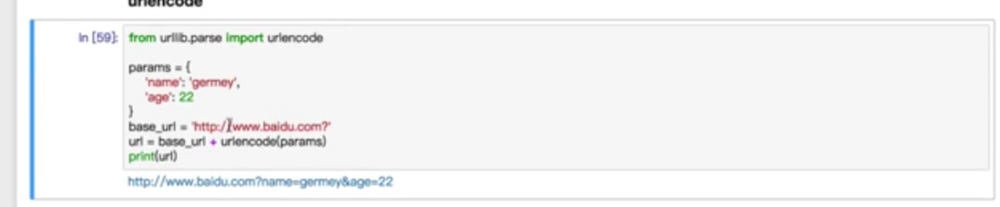 urlencode
In [59]:
from urllib.parse import urlencode
params = {
'name': 'germey',
'age': 22
}
base_url = 'http://www.baidu.com?'
url = base_url + urlencode(params)
print(url)
http://www.baidu.com?name=germey&age=22